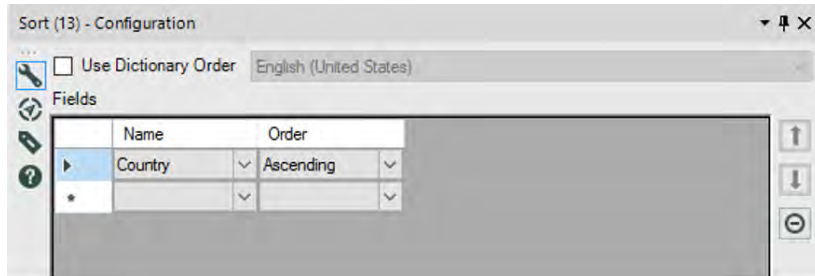 Sort (13) - Configuration
Use Dictionary Order English (United States)
Fields
Name Order
Country Ascending